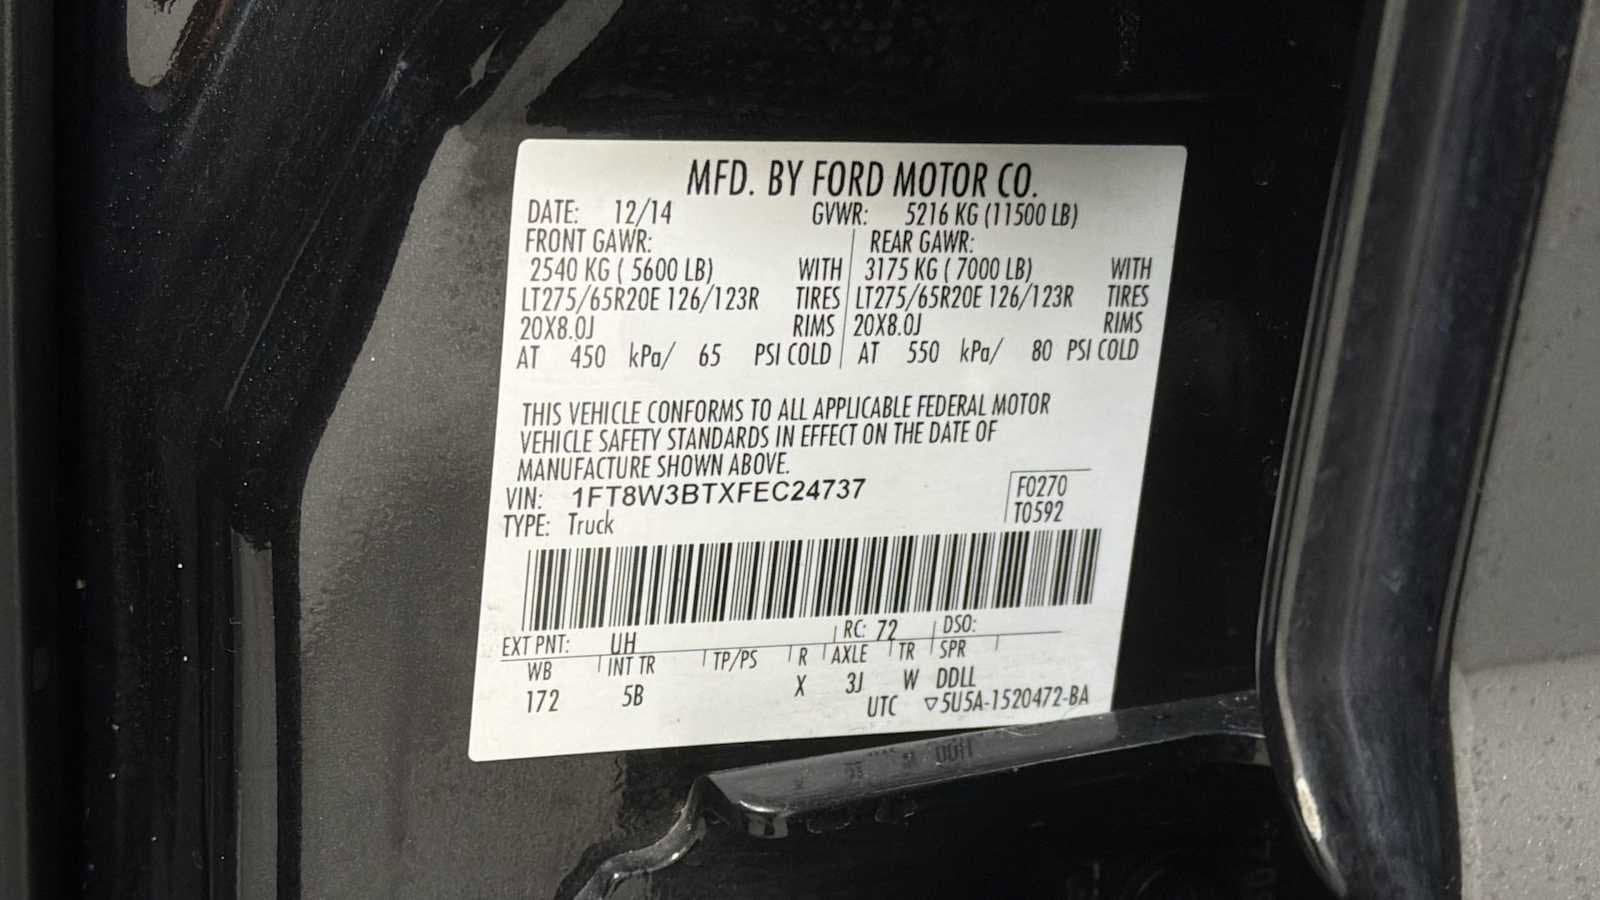 MFD. BY FORD MOTOR CO.
DATE: 12/14 GVWR: 5216 KG (11500 LB)
FRONT GAWR: REAR GAWR:
2540 KG ( 5600 LB) WITH 3175 KG ( 7000 LB) WITH
LT275/65R20E 126/123R TIRES LT275/65R20E 126/123R TIRES
20X8.0J RIMS 20X8.0J RIMS
AT 450 kPa/ 65 PSI COLD AT 550 kPa/ 80 PSI COLD
THIS VEHICLE CONFORMS TO ALL APPLICABLE FEDERAL MOTOR
VEHICLE SAFETY STANDARDS IN EFFECT ON THE DATE OF
MANUFACTURE SHOWN ABOVE.
VIN: 1FT8W3BTXFEC24737 F0270
TYPE: Truck T0592
EXT PNT: UH RC: 72 DSO:
WB INT TR TP/PS R AXLE TR SPR
172 5B X 3J W DDLL
UTC ▽5U5A-1520472-BA